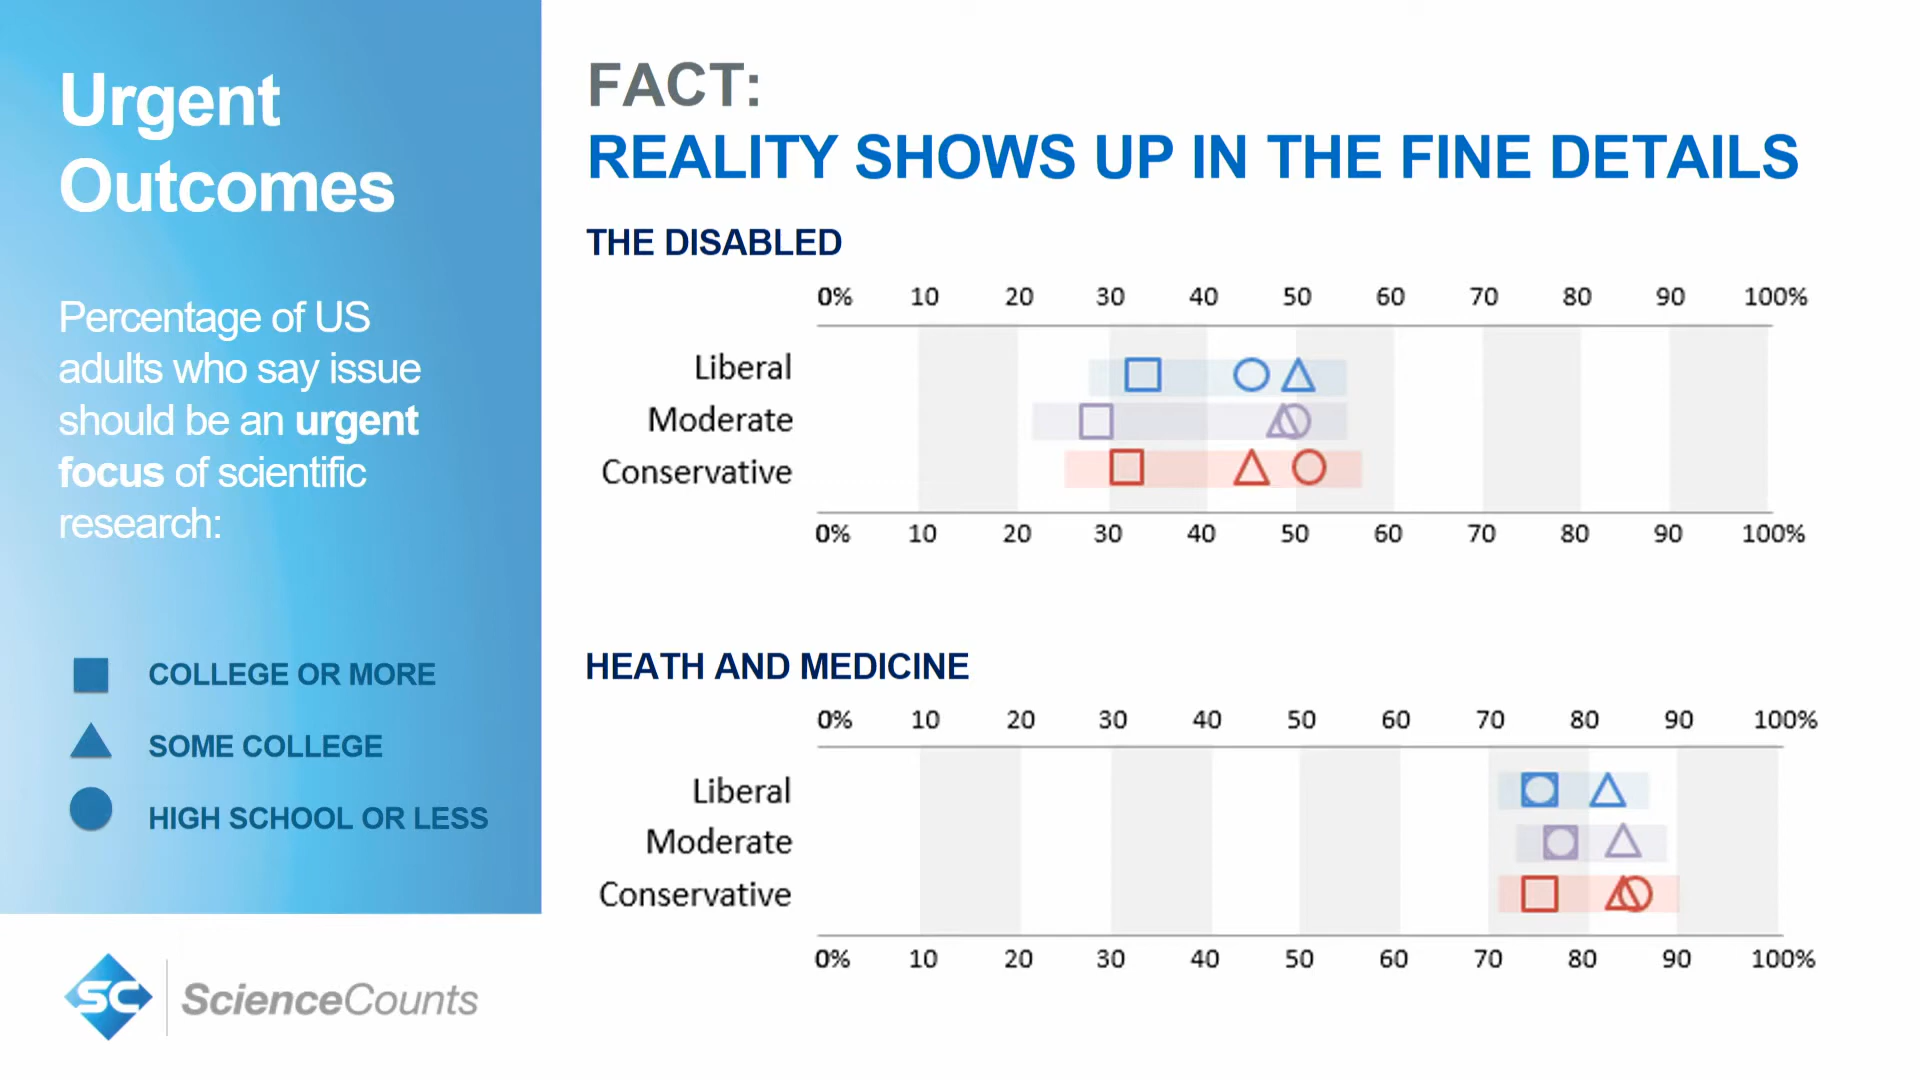 Urgent
Outcomes
Percentage of US
adults who say issue
should be an urgent
focus of scientific
research:
COLLEGE OR MORE
SOME COLLEGE
HIGH SCHOOL OR LESS
SC
ScienceCounts
FACT:
REALITY SHOWS UP IN THE FINE DETAILS
THE DISABLED
0% 10 20 30 40 50 60 70 80 90 100%
Liberal
Moderate
Conservative
0% 10 20 30 40 50 60 70 80 90 100%
HEATH AND MEDICINE
0% 10 20 30 40 50 60 70 80 90 100%
Liberal
Moderate
Conservative
0% 10 20 30 40 50 60 70 80 90 100%